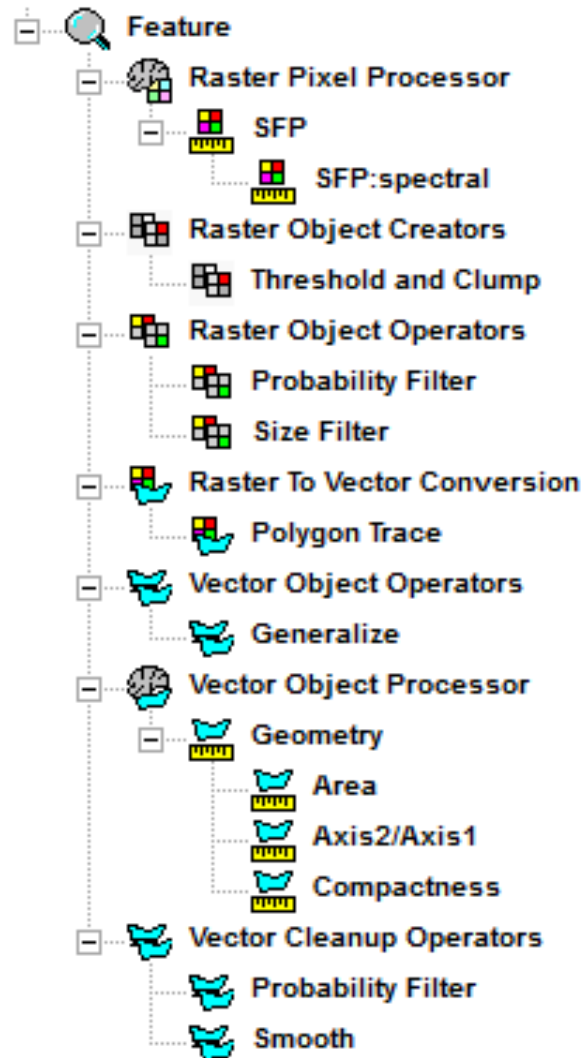 Feature
Raster Pixel Processor
SFP
SFP:spectral
Raster Object Creators
Threshold and Clump
Raster Object Operators
Probability Filter
Size Filter
Raster To Vector Conversion
Polygon Trace
Vector Object Operators
Generalize
Vector Object Processor
Geometry
Area
Axis2/Axis1
Compactness
Vector Cleanup Operators
Probability Filter
Smooth